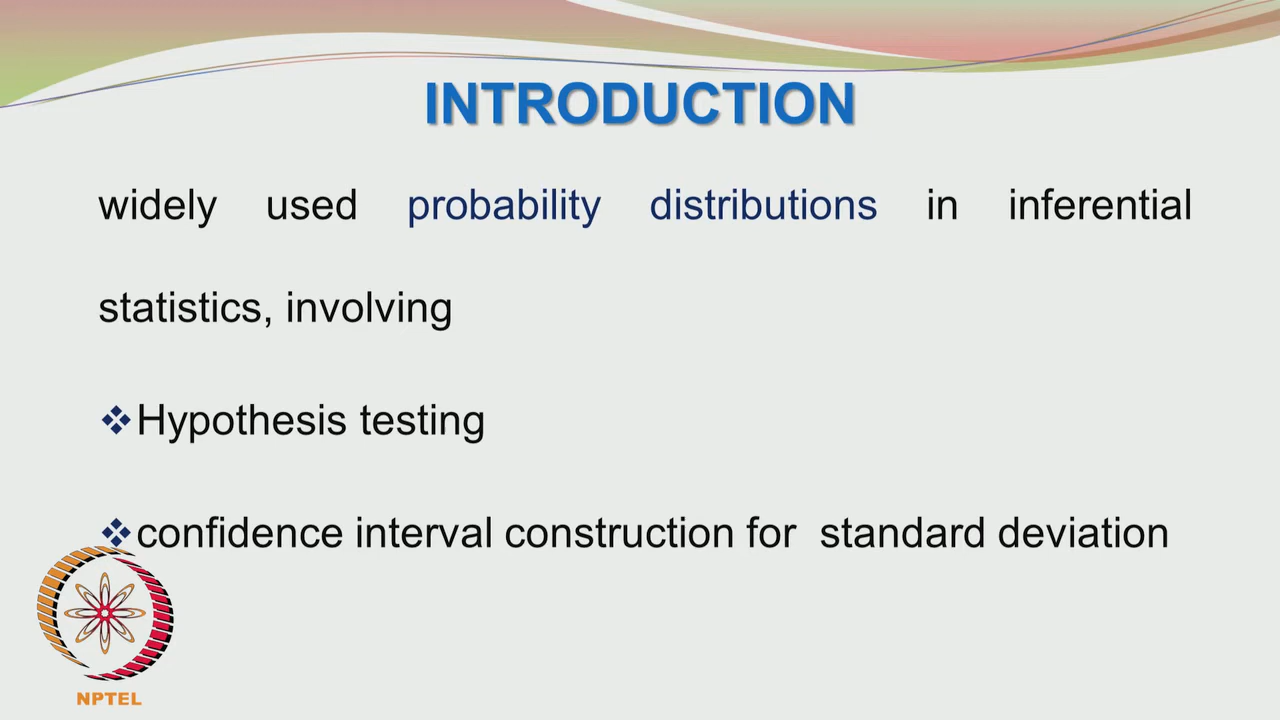 INTRODUCTION
widely used probability distributions in inferential
statistics, involving
❖Hypothesis testing
❖confidence interval construction for standard deviation
NPTEL